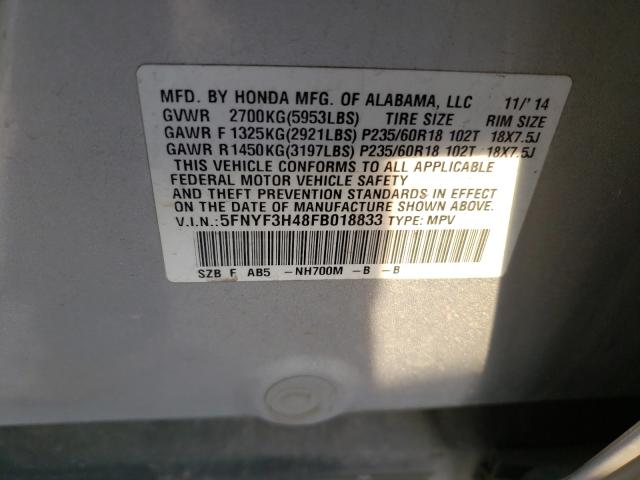 MFD. BY HONDA MFG. OF ALABAMA, LLC 11/'14
GVWR 2700KG(5953LBS) TIRE SIZE RIM SIZE
GAWR F 1325KG(2921LBS) P235/60R18 102T 18X7.5J
GAWR R 1450KG(3197LBS) P235/60R18 102T 18X7.5J
THIS VEHICLE CONFORMS TO ALL APPLICABLE
FEDERAL MOTOR VEHICLE SAFETY
AND THEFT PREVENTION STANDARDS IN EFFECT
ON THE DATE OF MANUFACTURE SHOWN ABOVE.
V.I.N.:5FNYF3H48FB018833 TYPE: MPV
SZB F AB5 -NH700M -B -B